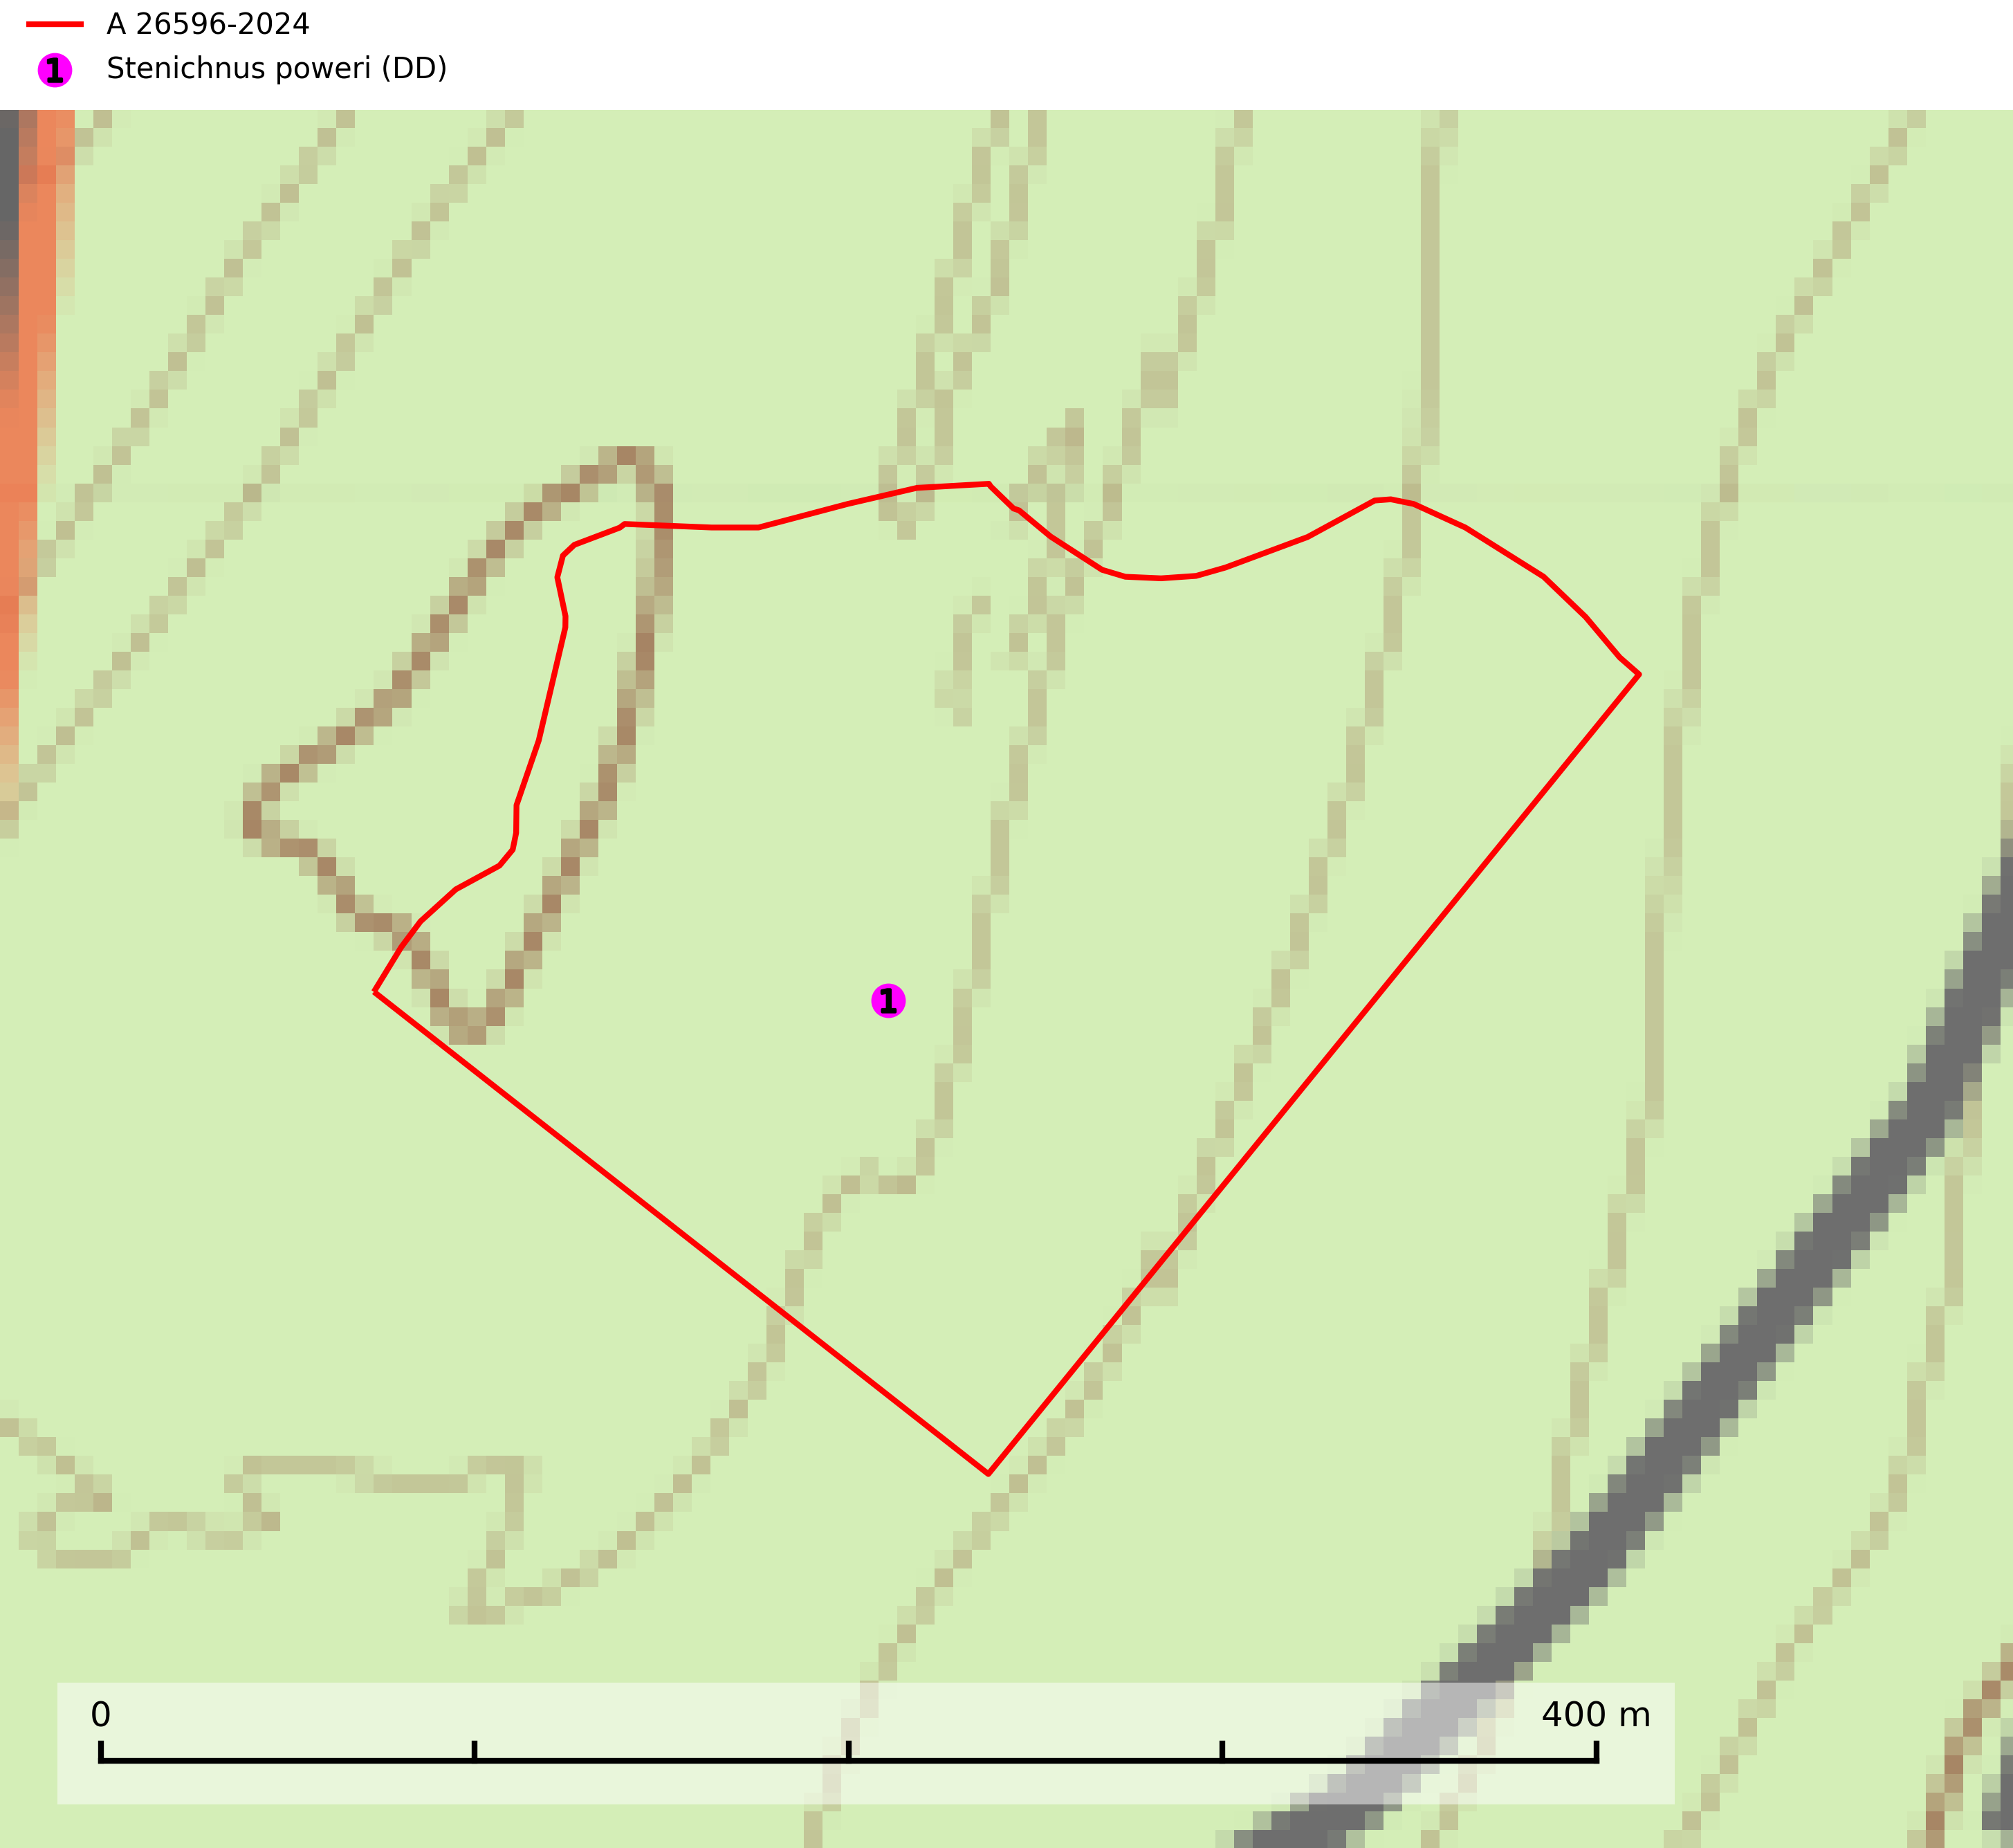 A 26596-2024
1 Stenichnus poweri (DD)
1
0 400 m